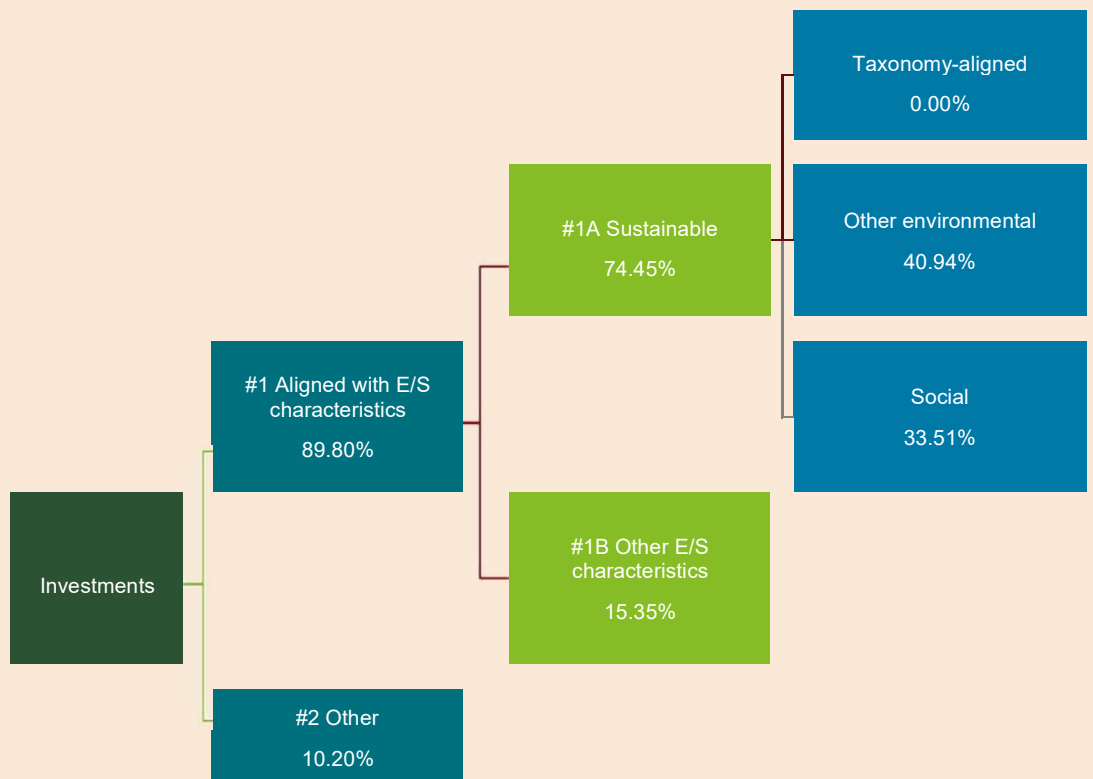 Taxonomy-aligned
0.00%
#1A Sustainable
74.45%
Other environmental
40.94%
#1 Aligned with E/S
characteristics
89.80%
Social
33.51%
Investments
#1B Other E/S
characteristics
15.35%
#2 Other
10.20%